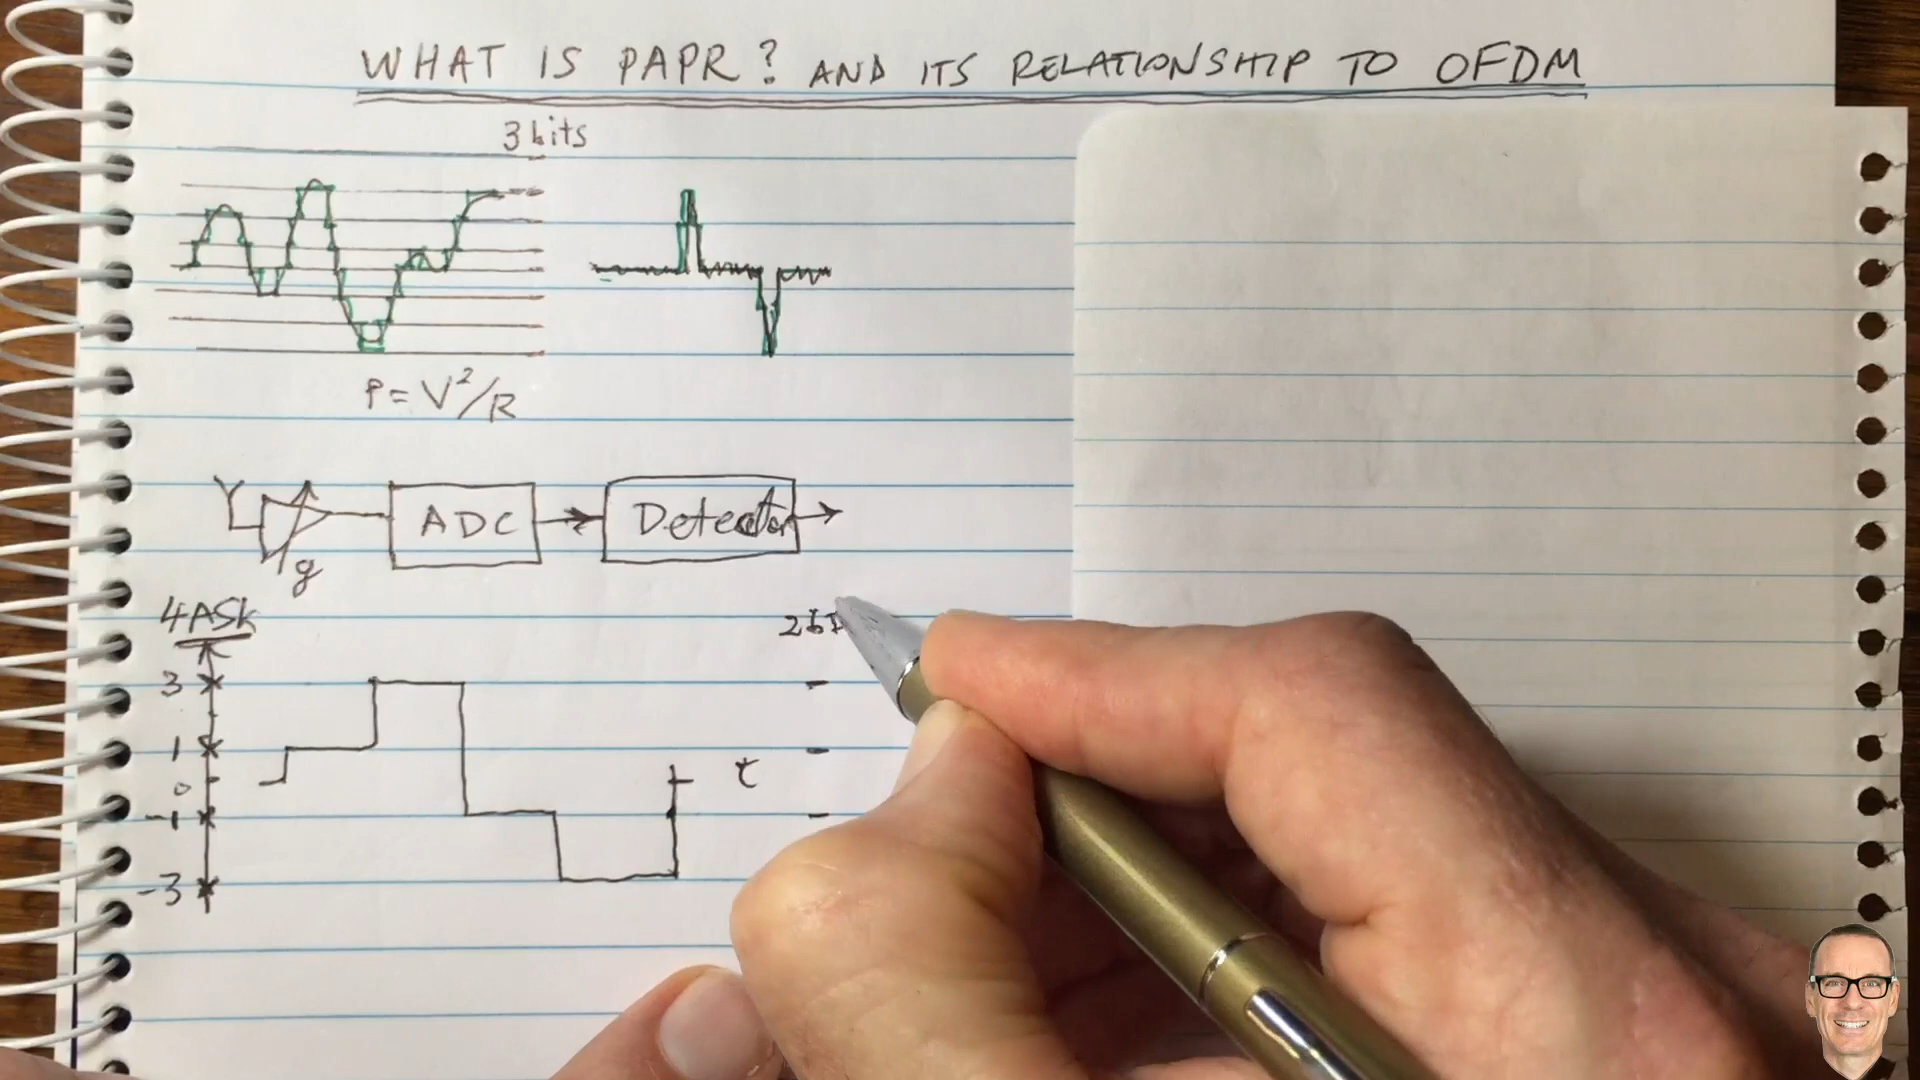 WHAT IS PAPR? AND ITS RELATIONSHIP TO OFDM
3 bits
P = V²/R
g
ADC
Detector
4ASK
3
1
0
-1
-3
t